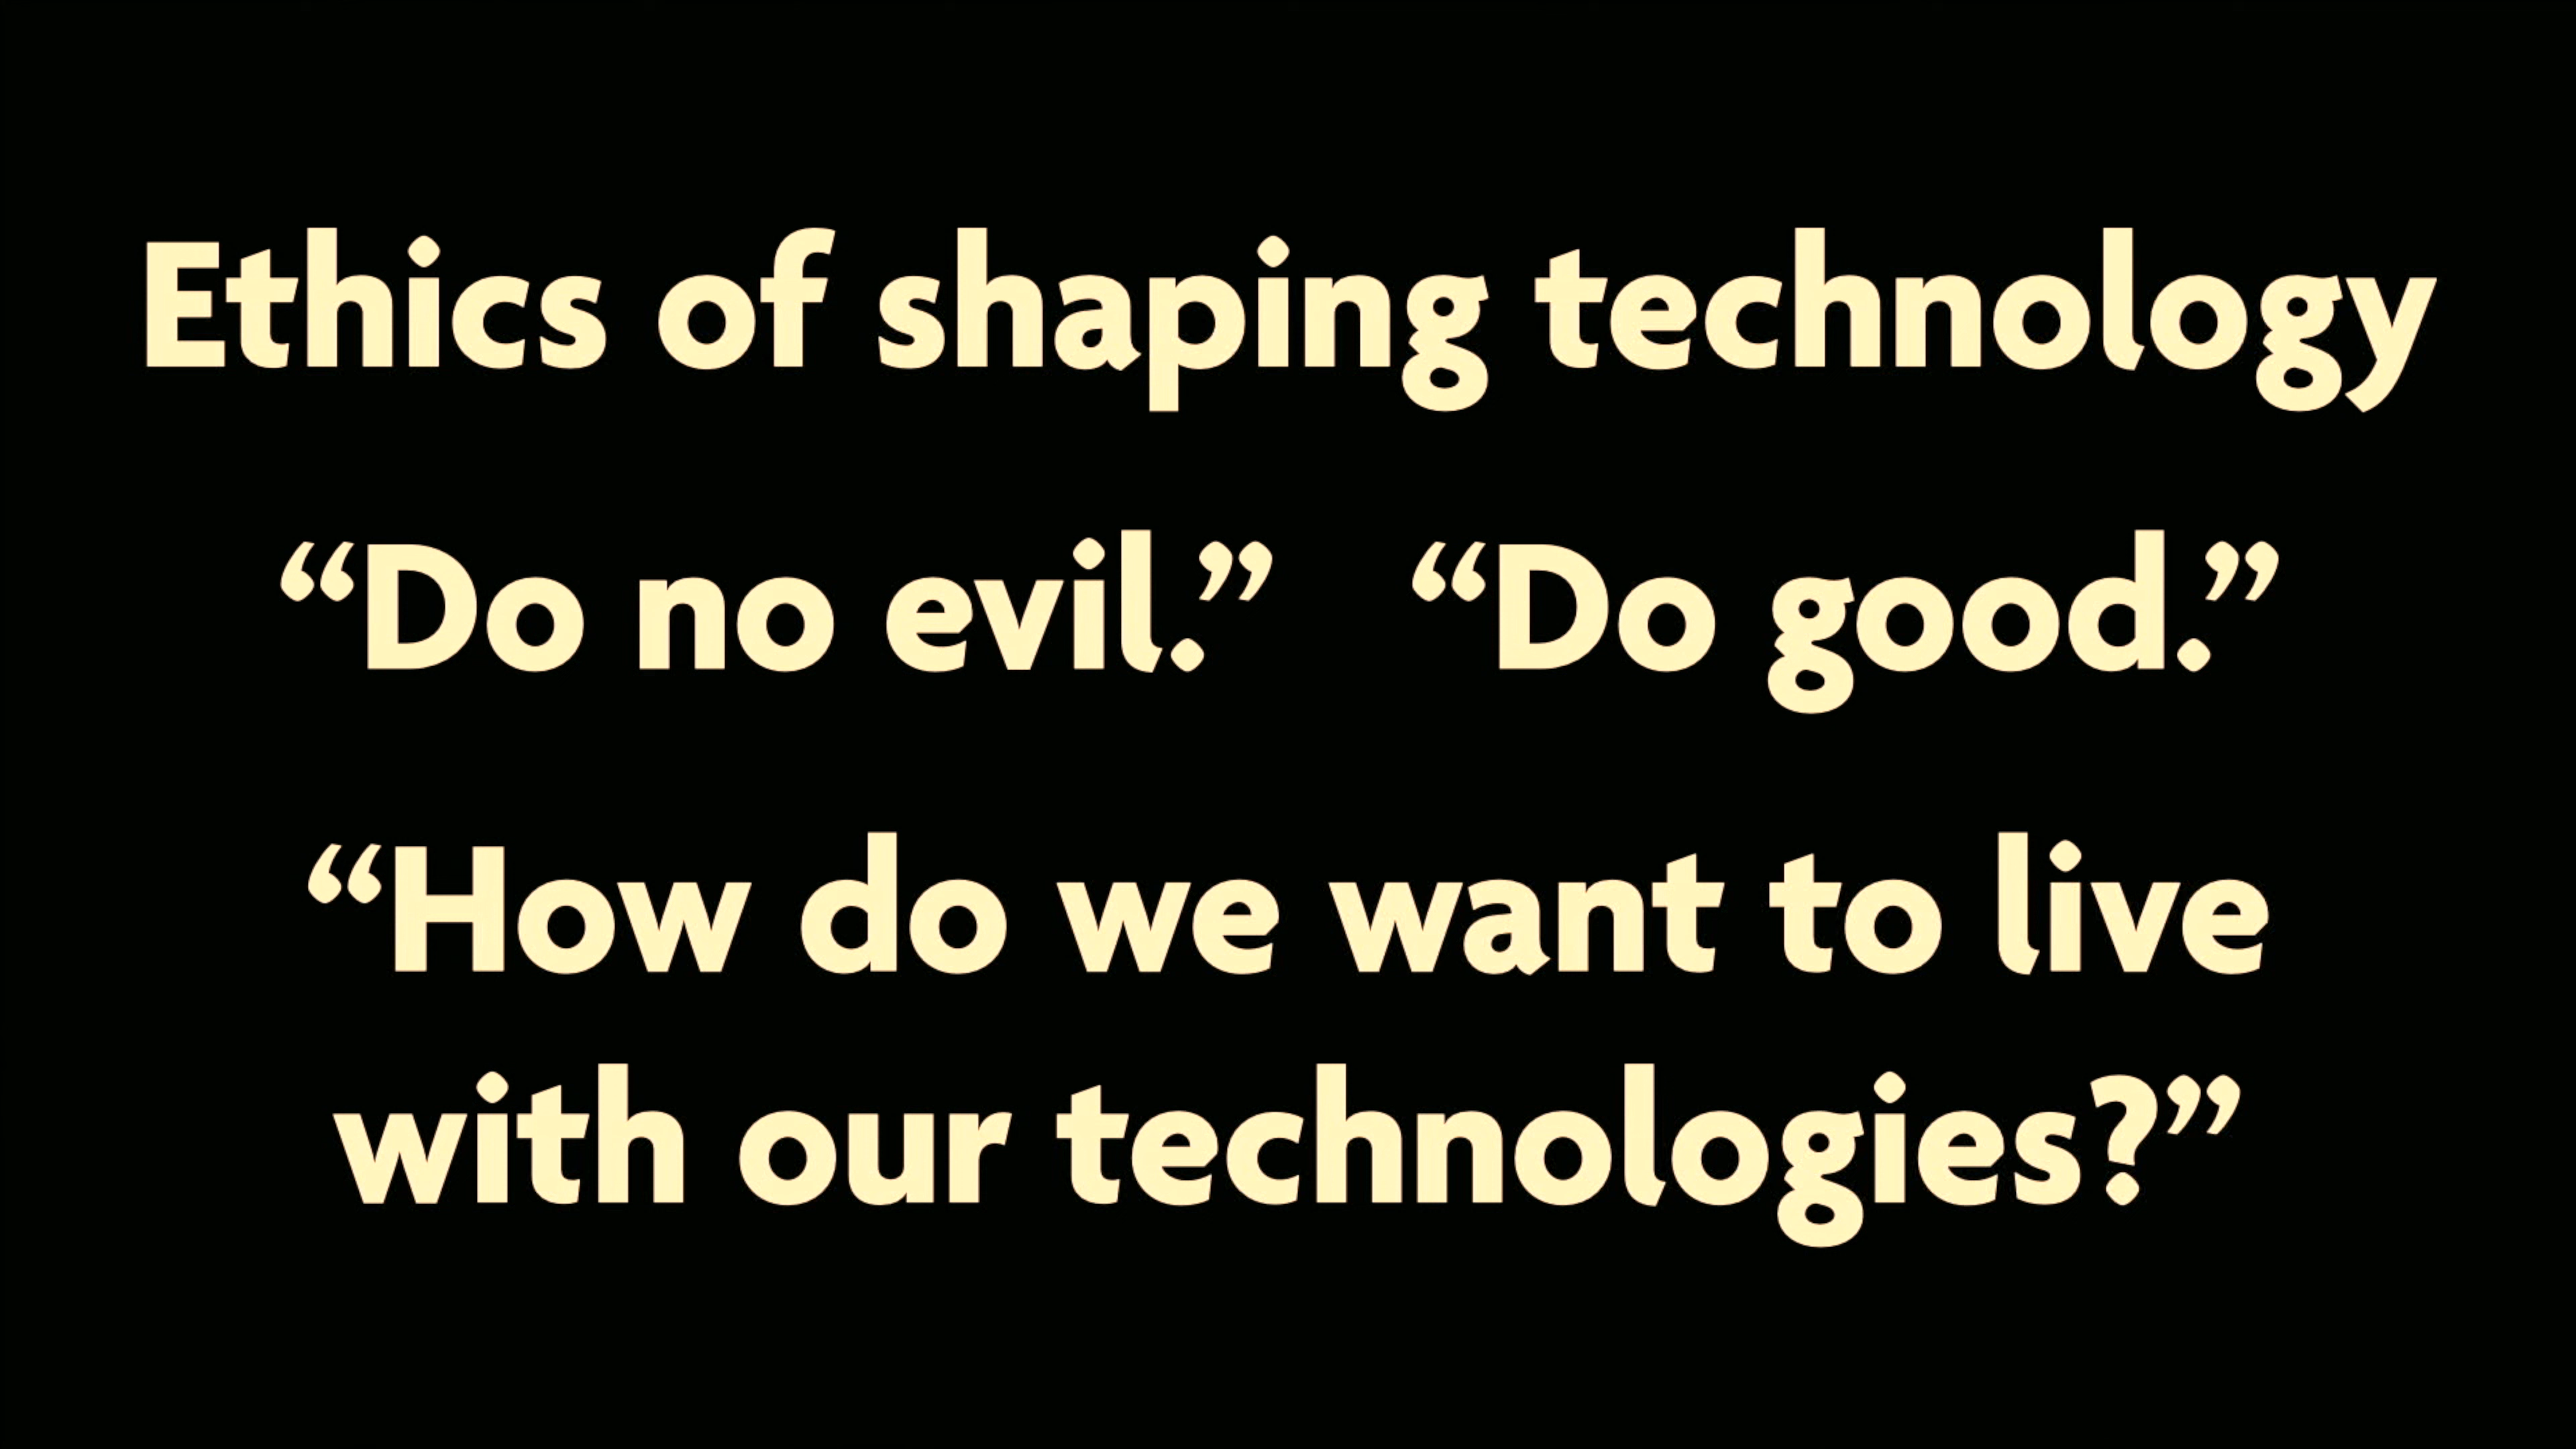 Ethics of shaping technology
“Do no evil.” “Do good.”
“How do we want to live
with our technologies?”